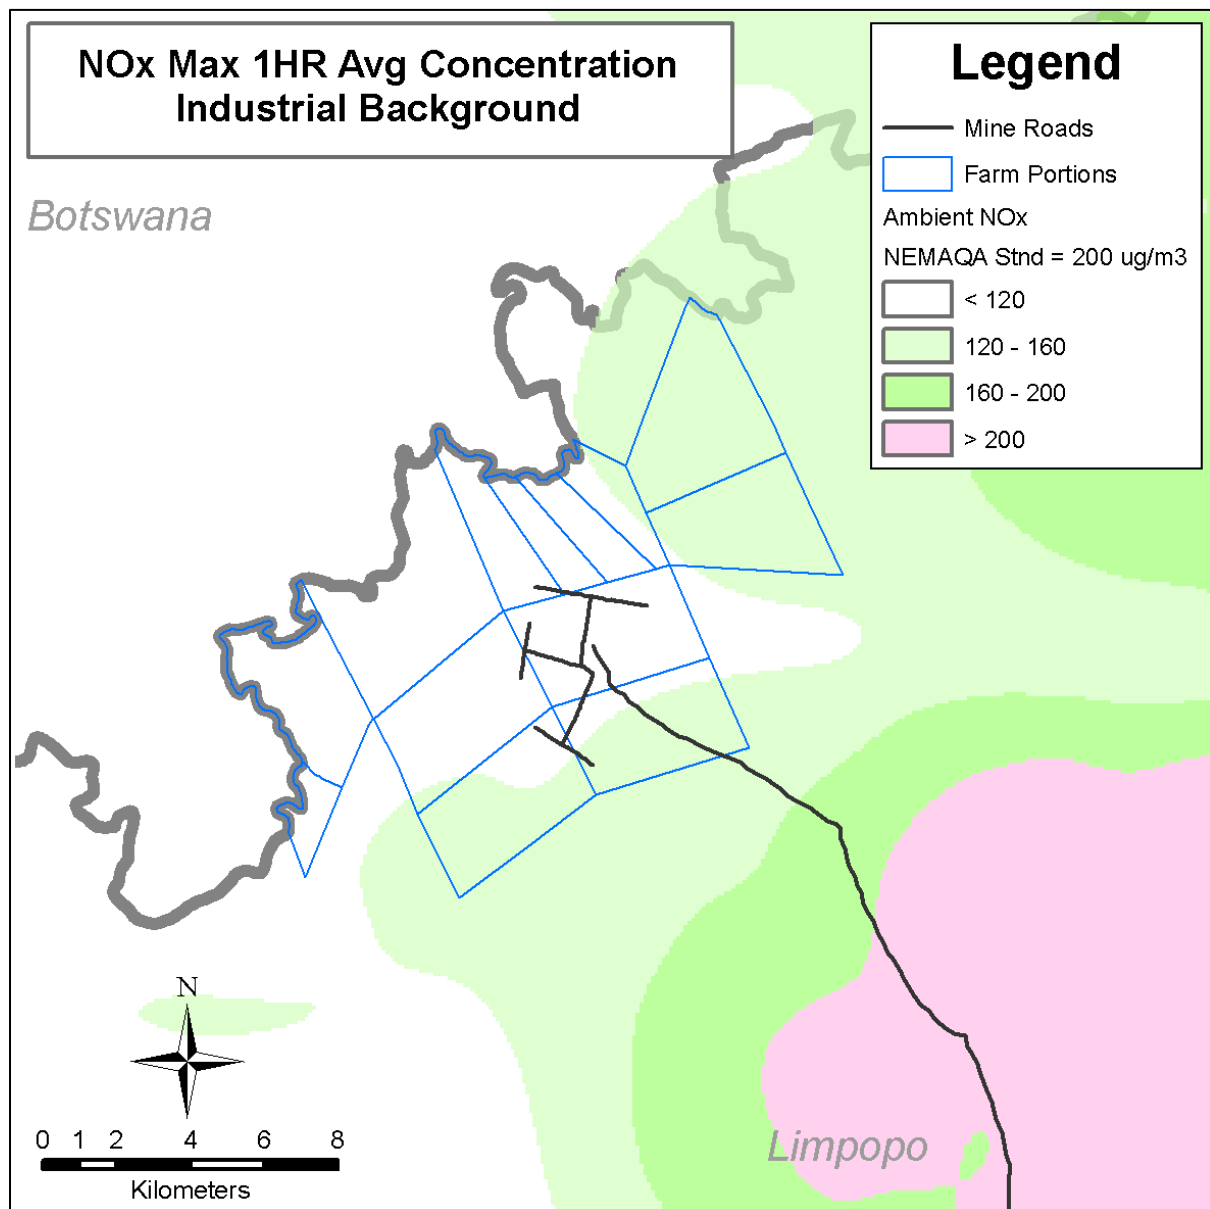 NOx Max 1HR Avg Concentration
Industrial Background
Legend
Mine Roads
Farm Portions
Ambient NOx
NEMAQA Stnd = 200 ug/m3
< 120
120 - 160
160 - 200
> 200
Botswana
N
0 1 2 4 6 8
Kilometers
Limpopo